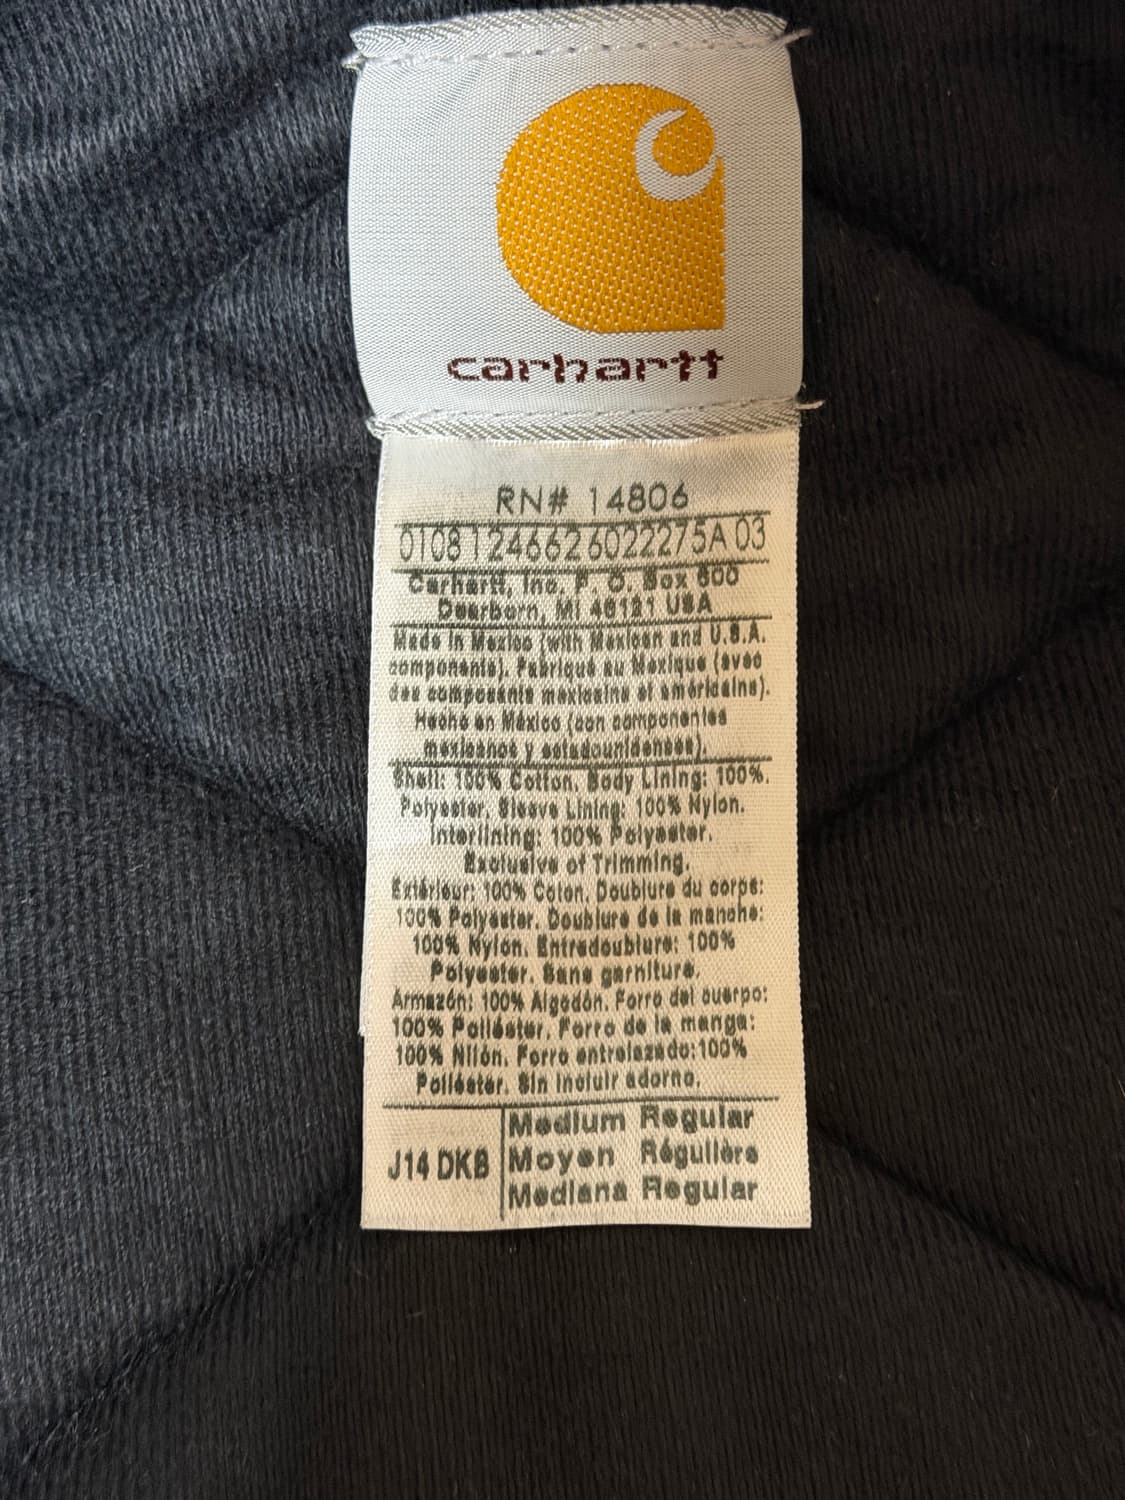 carhartt
RN# 14806
0108124662602275A 03
Carhartt, Inc. P. O. Box 600
Dearborn, MI 48121 USA
Made in Mexico (with Mexican and U.S.A.
components). Fabriqué au Mexique (avec
des composants mexicains et américains).
Hecho en México (con componentes
mexicanos y estadounidenses).
Shell: 100% Cotton. Body Lining: 100%.
Polyester. Sleeve Lining: 100% Nylon.
Interlining: 100% Polyester.
Exclusive of Trimming.
Extérieur: 100% Coton. Doublure du corps:
100% Polyester. Doublure de la manche:
100% Nylon. Entredoublure: 100%
Polyester. Sans garniture.
Armazón: 100% Algodón. Forro del cuerpo:
100% Poliéster. Forro de la manga:
100% Nilón. Forro entrelazado:100%
Poliéster. Sin incluir adorno.
J14 DKB
Medium Regular
Moyen Régulière
Mediana Regular